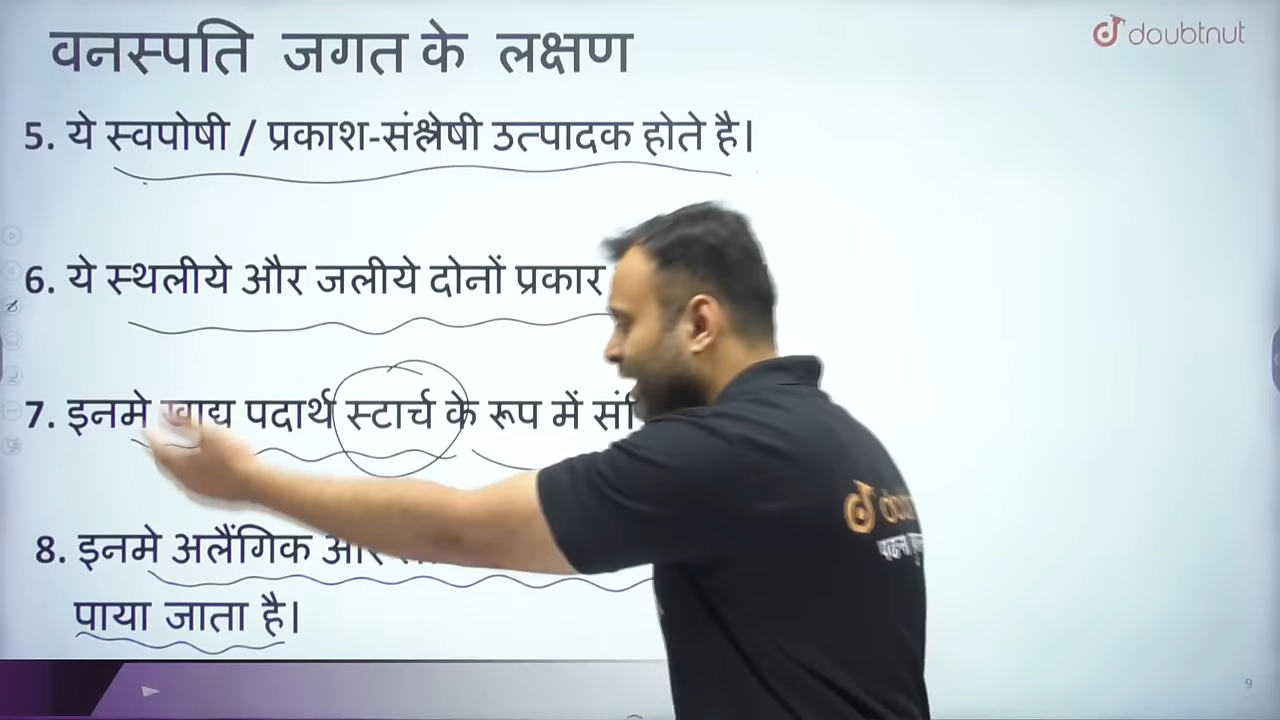 वनस्पति जगत के लक्षण
doubtnut
5. ये स्वपोषी / प्रकाश-संश्लेषी उत्पादक होते है।
6. ये स्थलीये और जलीये दोनों प्रकार
7. इनमे खाद्य पदार्थ स्टार्च के रूप में
8. इनमे अलैंगिक और
पाया जाता है।
9